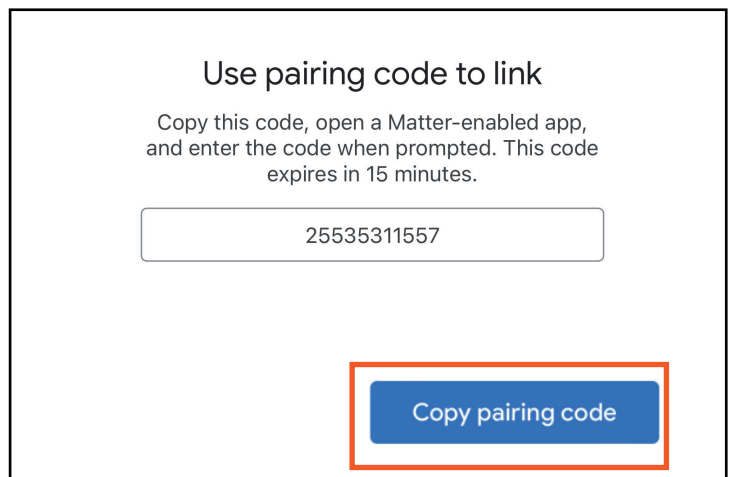 Use pairing code to link
Copy this code, open a Matter-enabled app,
and enter the code when prompted. This code
expires in 15 minutes.
25535311557
Copy pairing code